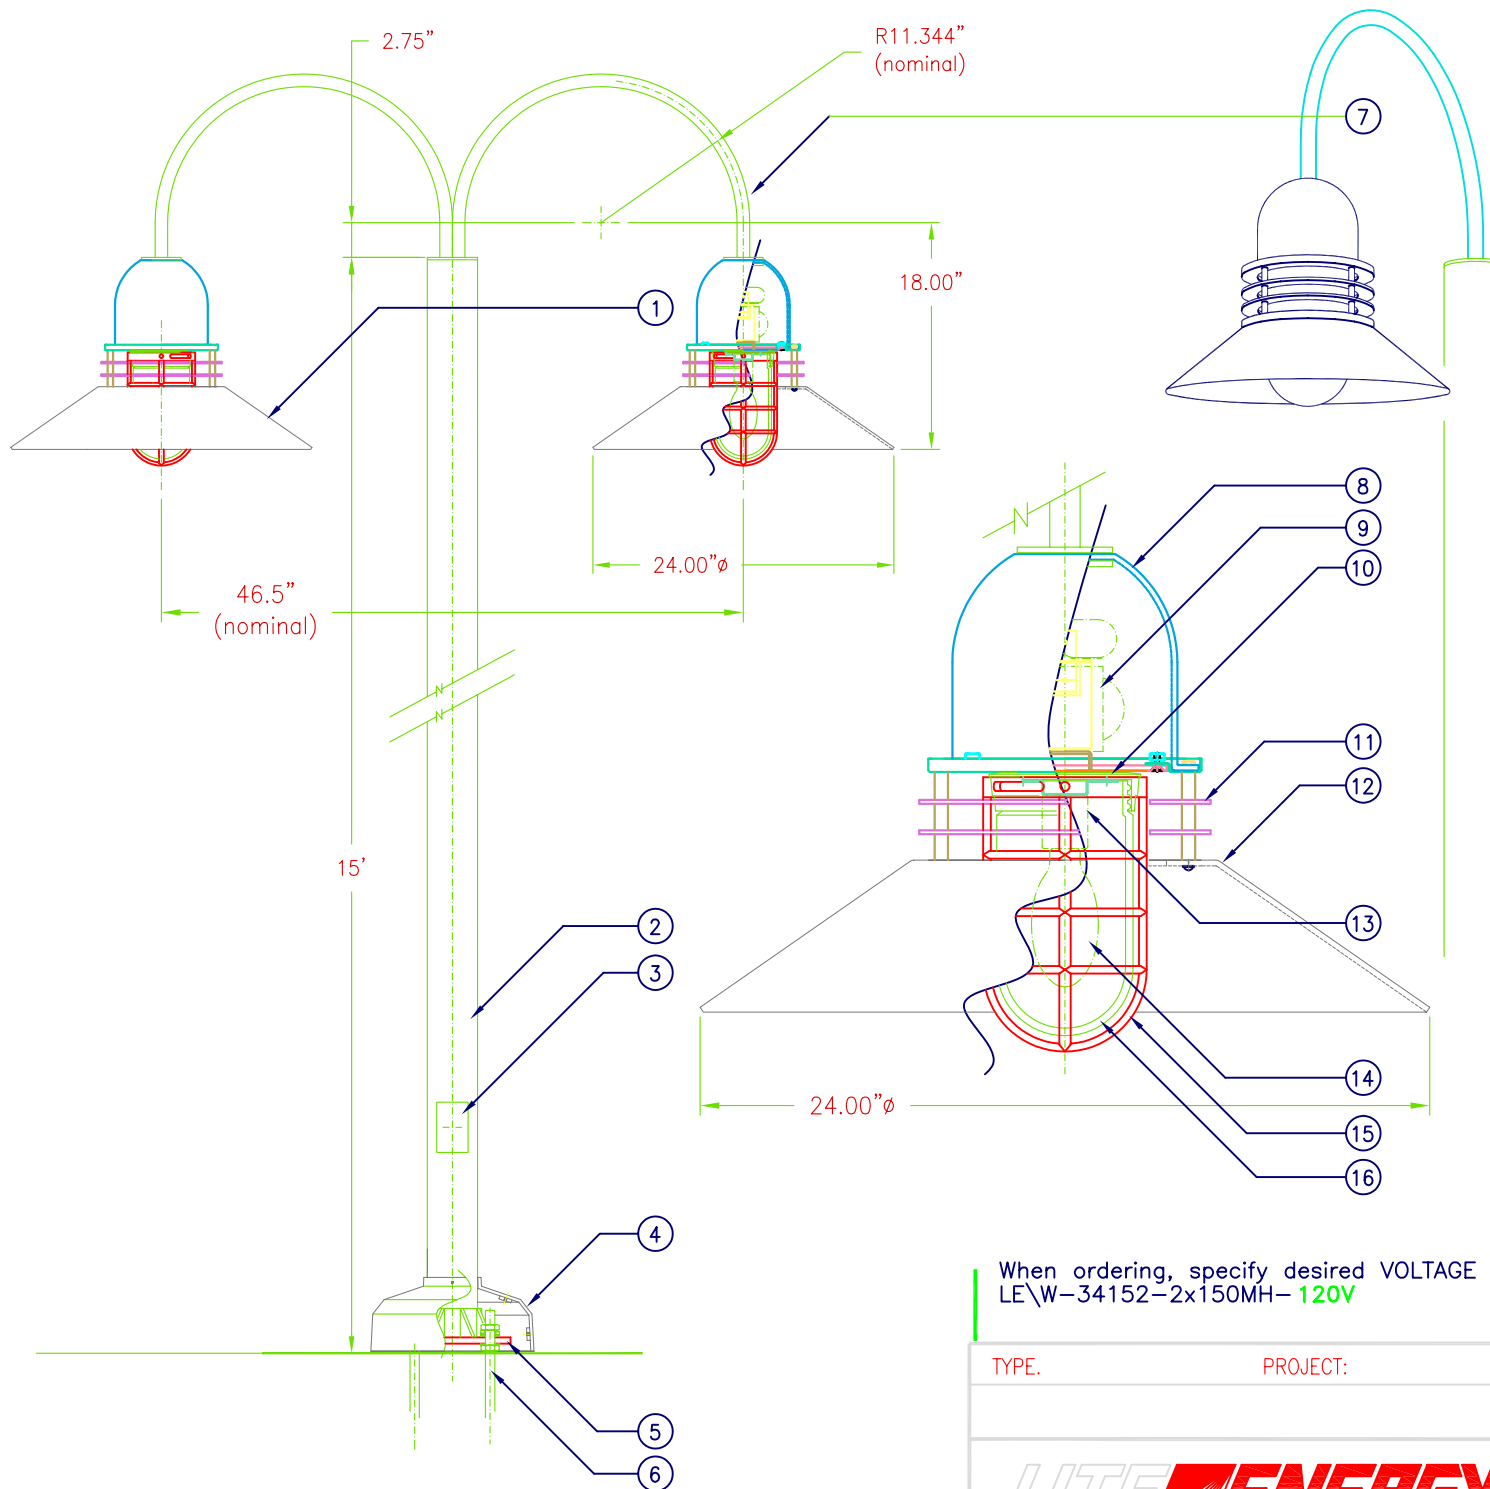 2.75"
R11.344"
(nominal)
7
18.00"
1
8
9
10
24.00"ø
46.5"
(nominal)
N
N
N
11
12
15'
2
13
3
14
24.00"ø
15
16
4
When ordering, specify desired VOLTAGE
LE\W-34152-2x150MH- 120V
TYPE.
PROJECT:
5
6
LITE ENERGY